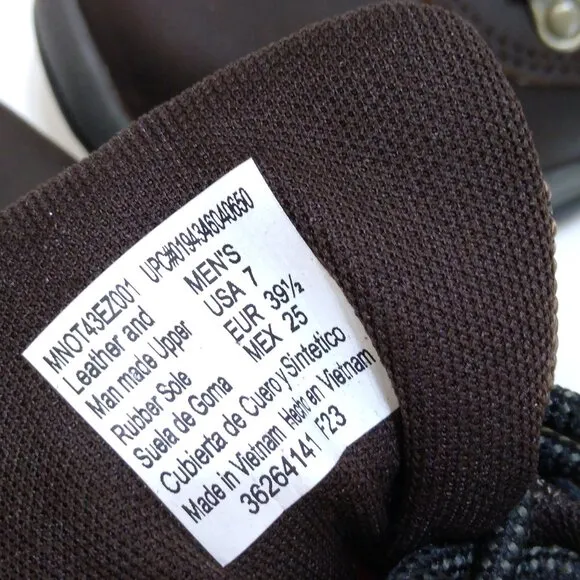 MNOT43EZ001 UPC#0194346040650
Leather and MEN'S
Man made Upper USA 7
Rubber Sole EUR 39½
Suela de Goma MEX 25
Cubierta de Cuero y Sintetico
Made in Vietnam Hecho en Vietnam
36264141 F23